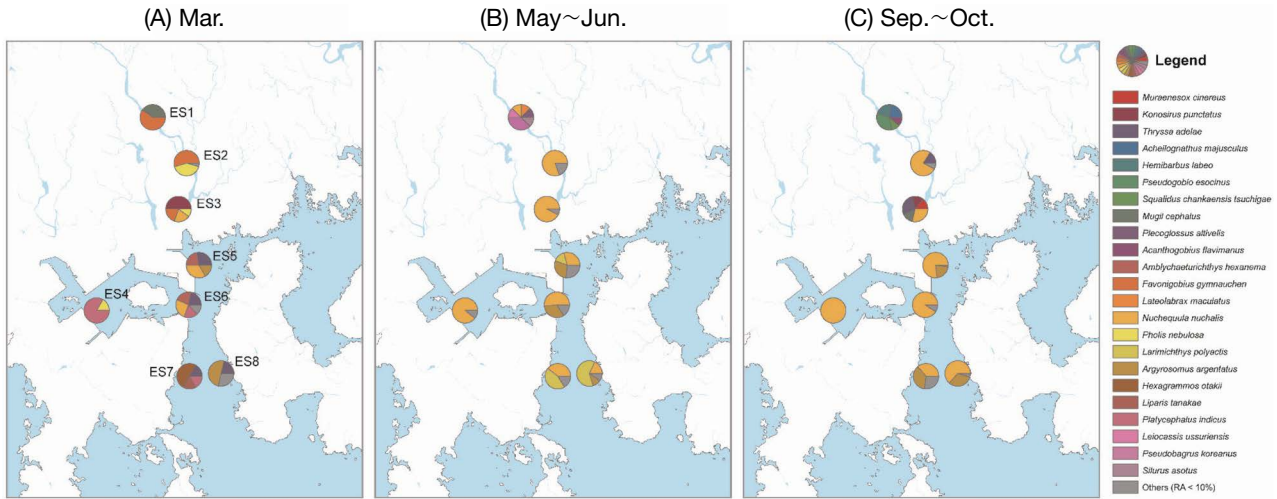 (A) Mar.
(B) May~Jun.
(C) Sep.~Oct.
ES1
ES2
ES3
ES5
ES4
ES6
ES7
ES8
Legend
Muraenesox cinereus
Konosirus punctatus
Thryssa adelae
Acheilognathus majusculus
Hemibarbus labeo
Pseudogobio esocinus
Squalidus chankaensis tsuchigae
Mugil cephalus
Plecoglossus altivelis
Acanthogobius flavimanus
Amblychaeturichthys hexanema
Favonigobius gymnauchen
Lateolabrax maculatus
Nuchequula nuchalis
Pholis nebulosa
Larimichthys polyactis
Argyrosomus argentatus
Hexagrammos otakii
Liparis tanakae
Platycephalus indicus
Leiocassis ussuriensis
Pseudobagrus koreanus
Silurus asotus
Others (RA < 10%)